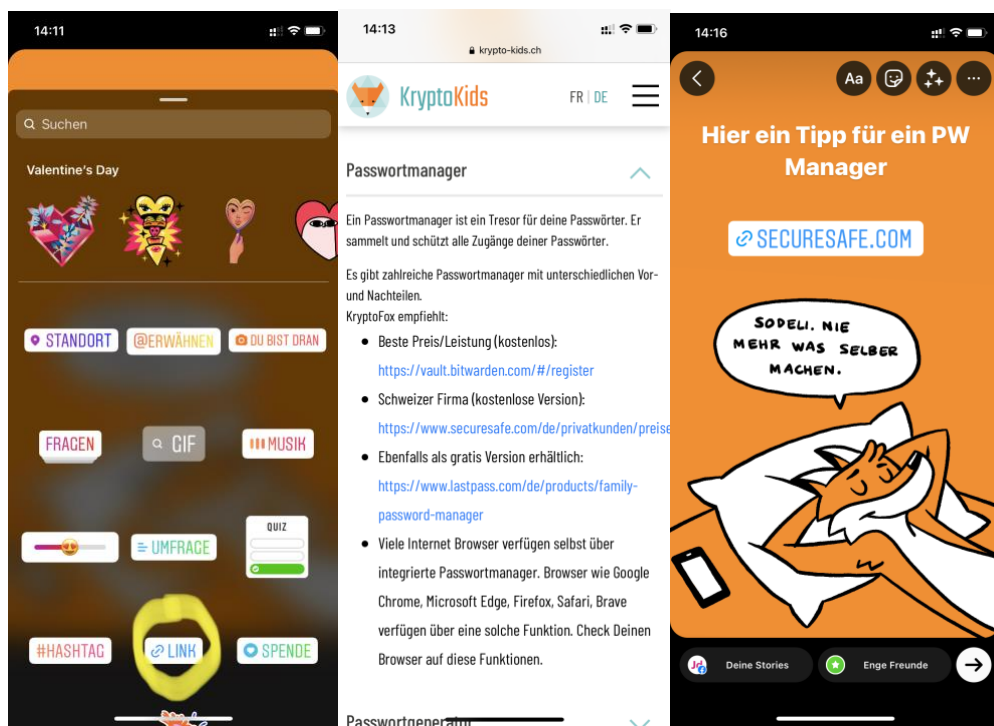 14:11
Suchen
Valentine's Day
STANDORT
@ERWÄHNEN
DU BIST DRAN
FRAGEN
GIF
MUSIK
UMFRAGE
QUIZ
#HASHTAG
LINK
SPENDE
14:13
krypto-kids.ch
KryptoKids
FR | DE
Passwortmanager
Ein Passwortmanager ist ein Tresor für deine Passwörter. Er
sammelt und schützt alle Zugänge deiner Passwörter.
Es gibt zahlreiche Passwortmanager mit unterschiedlichen Vor-
und Nachteilen.
KryptoFox empfiehlt:
• Beste Preis/Leistung (kostenlos):
https://vault.bitwarden.com/#/register
• Schweizer Firma (kostenlose Version):
https://www.securesafe.com/de/privatkunden/preise
• Ebenfalls als gratis Version erhältlich:
https://www.lastpass.com/de/products/family-
password-manager
• Viele Internet Browser verfügen selbst über
integrierte Passwortmanager. Browser wie Google
Chrome, Microsoft Edge, Firefox, Safari, Brave
verfügen über eine solche Funktion. Check Deinen
Browser auf diese Funktionen.
Passwortgenerator
14:16
Aa
Hier ein Tipp für ein PW
Manager
SECURESAFE.COM
SODELI. NIE
MEHR WAS SELBER
MACHEN.
Deine Stories
Enge Freunde